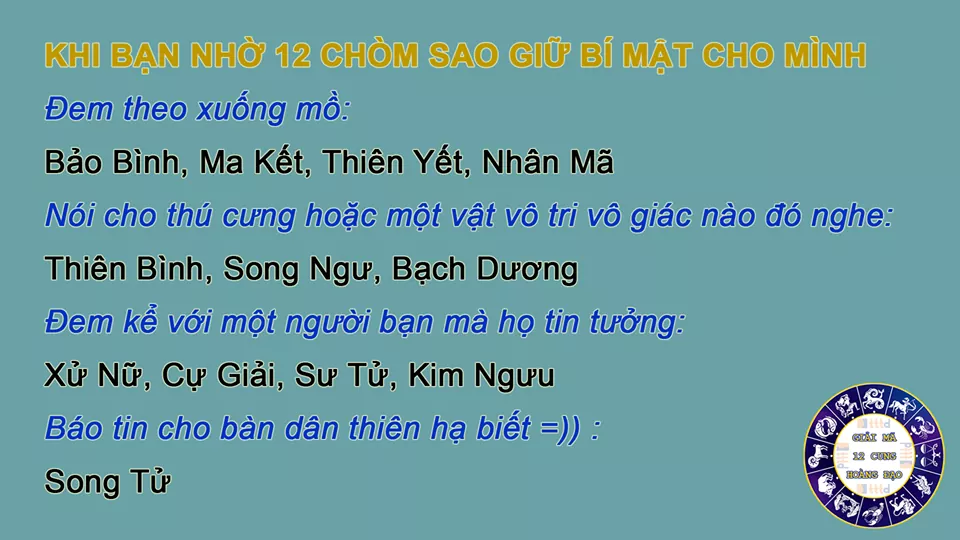 KHI BẠN NHỜ 12 CHÒM SAO GIỮ BÍ MẬT CHO MÌNH
Đem theo xuống mồ:
Bảo Bình, Ma Kết, Thiên Yết, Nhân Mã
Nói cho thú cưng hoặc một vật vô tri vô giác nào đó nghe:
Thiên Bình, Song Ngư, Bạch Dương
Đem kể với một người bạn mà họ tin tưởng:
Xử Nữ, Cự Giải, Sư Tử, Kim Ngưu
Báo tin cho bàn dân thiên hạ biết =)) :
Song Tử
GIẢI MÃ
12 CUNG
HOÀNG ĐẠO